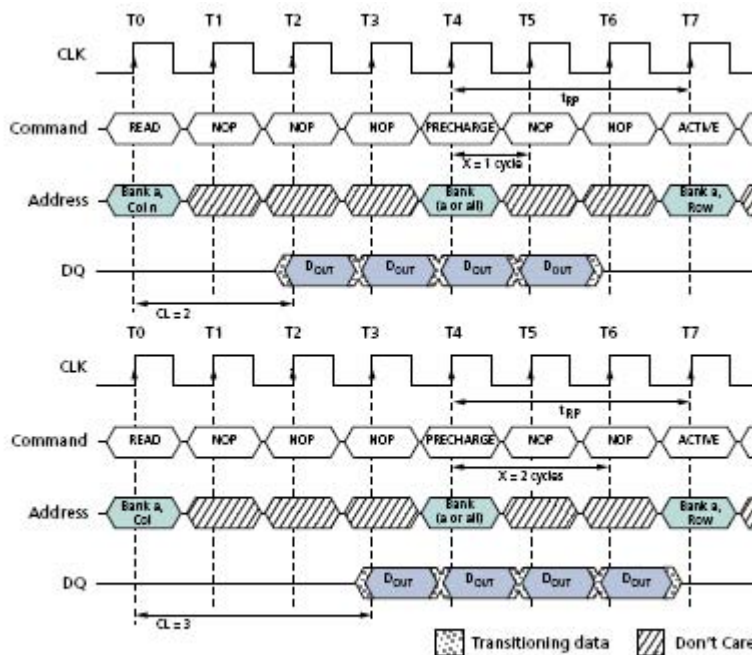 T0 T1 T2 T3 T4 T5 T6 T7
CLK
tRP
Command READ NOP NOP NOP PRECHARGE NOP NOP ACTIVE
X = 1 cycle
Address Bank a, Col n Bank (a or all) Bank a, Row
DQ DOUT DOUT DOUT DOUT
CL = 2
T0 T1 T2 T3 T4 T5 T6 T7
CLK
tRP
Command READ NOP NOP NOP PRECHARGE NOP NOP ACTIVE
X = 2 cycles
Address Bank a, Col Bank (a or all) Bank a, Row
DQ DOUT DOUT DOUT DOUT
CL = 3
Transitioning data Don't Care